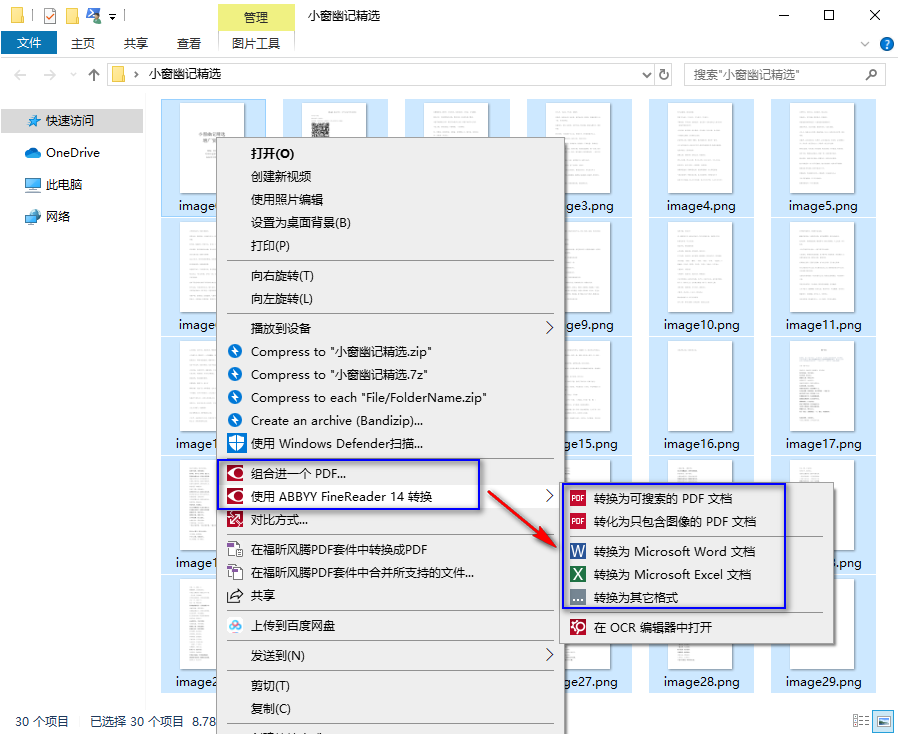 管理
小窗幽记精选
文件
主页
共享
查看
图片工具
小窗幽记精选
搜索"小窗幽记精选"
快速访问
OneDrive
此电脑
网络
image
ge3.png
image4.png
image5.png
image
ge9.png
image10.png
image11.png
image1
ge15.png
image16.png
image17.png
image1
3.png
image2
ge27.png
image28.png
image29.png
打开(O)
创建新视频
使用照片编辑
设置为桌面背景(B)
打印(P)
向右旋转(T)
向左旋转(L)
播放到设备
Compress to "小窗幽记精选.zip"
Compress to "小窗幽记精选.7z"
Compress to each "File/FolderName.zip"
Create an archive (Bandizip)...
使用 Windows Defender扫描...
组合进一个 PDF...
使用 ABBYY FineReader 14 转换
对比方式...
在福昕风腾PDF套件中转换成PDF
在福昕风腾PDF套件中合并所支持的文件...
共享
上传到百度网盘
发送到(N)
剪切(T)
复制(C)
PDF 转换为可搜索的 PDF 文档
PDF 转化为只包含图像的 PDF 文档
转换为 Microsoft Word 文档
转换为 Microsoft Excel 文档
转换为其它格式
在 OCR 编辑器中打开
30 个项目
已选择 30 个项目 8.78